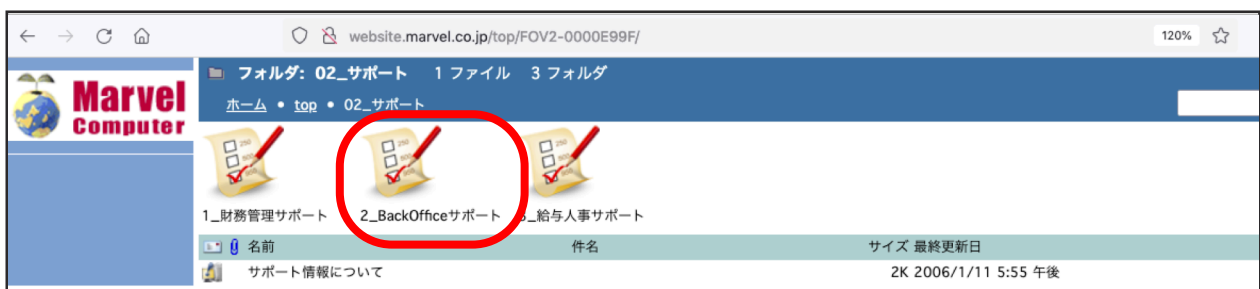 website.marvel.co.jp/top/FOV2-0000E99F/
120%
Marvel
Computer
フォルダ: 02_サポート 1 ファイル 3 フォルダ
ホーム • top • 02_サポート
1_財務管理サポート 2_BackOfficeサポート _給与人事サポート
名前 件名 サイズ 最終更新日
サポート情報について 2K 2006/1/11 5:55 午後